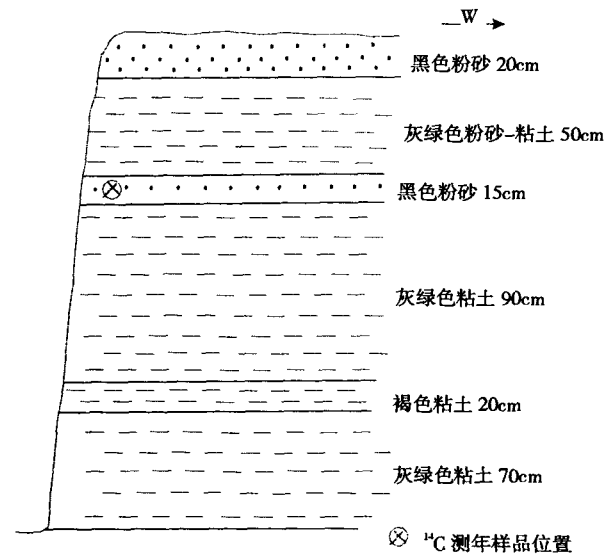 W
黑色粉砂 20cm
灰绿色粉砂-粘土 50cm
黑色粉砂 15cm
灰绿色粘土 90cm
褐色粘土 20cm
灰绿色粘土 70cm
¹⁴C 测年样品位置